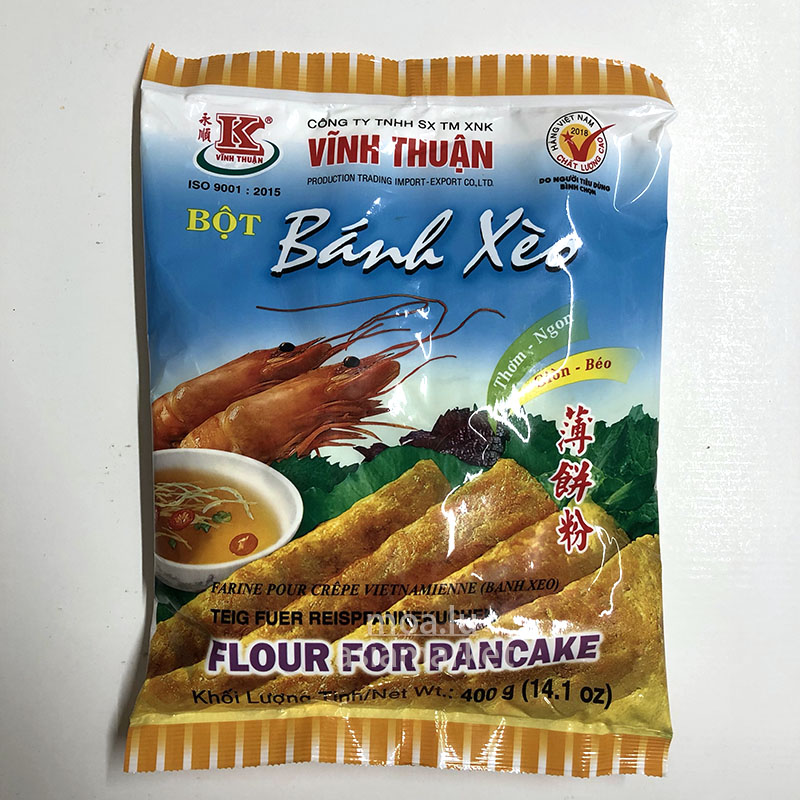 永順
K®
VĨNH THUẬN
ISO 9001 : 2015
CÔNG TY TNHH SX TM XNK
VĨNH THUẬN
PRODUCTION TRADING IMPORT-EXPORT CO.,LTD.
HÀNG VIỆT NAM
2018
CHẤT LƯỢNG CAO
DO NGƯỜI TIÊU DÙNG
BÌNH CHỌN
BỘT
Bánh Xèo
Thơm - Ngon
Giòn - Béo
薄餅粉
FARINE POUR CRÊPE VIETNAMIENNE (BANH XEO)
TEIG FUER
FLOUR FOR PANCAKE
Khối Lượng Tịnh/Net Wt.: 400 g (14.1 oz)